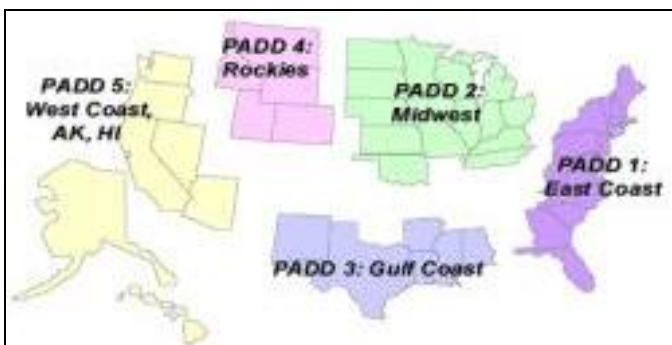 PADD 5:
West Coast,
AK, HI
PADD 4:
Rockies
PADD 2:
Midwest
PADD 1:
East Coast
PADD 3: Gulf Coast